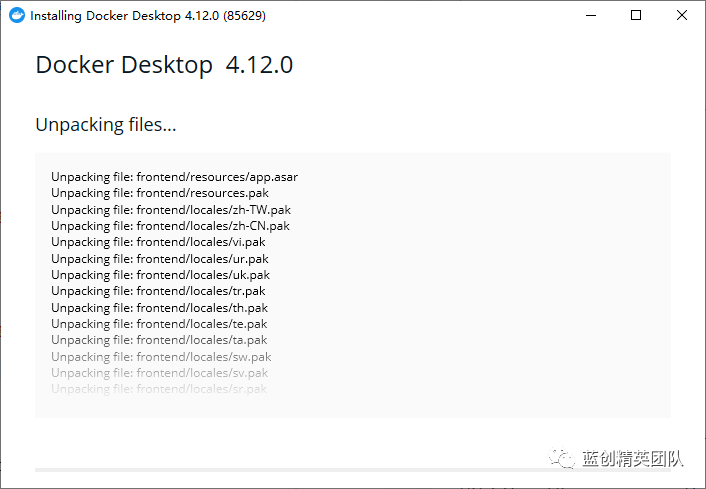 Installing Docker Desktop 4.12.0 (85629)
Docker Desktop 4.12.0
Unpacking files...
Unpacking file: frontend/resources/app.asar
Unpacking file: frontend/resources.pak
Unpacking file: frontend/locales/zh-TW.pak
Unpacking file: frontend/locales/zh-CN.pak
Unpacking file: frontend/locales/vi.pak
Unpacking file: frontend/locales/ur.pak
Unpacking file: frontend/locales/uk.pak
Unpacking file: frontend/locales/tr.pak
Unpacking file: frontend/locales/th.pak
Unpacking file: frontend/locales/te.pak
Unpacking file: frontend/locales/ta.pak
Unpacking file: frontend/locales/sw.pak
Unpacking file: frontend/locales/sv.pak
Unpacking file: frontend/locales/sr.pak
蓝创精英团队